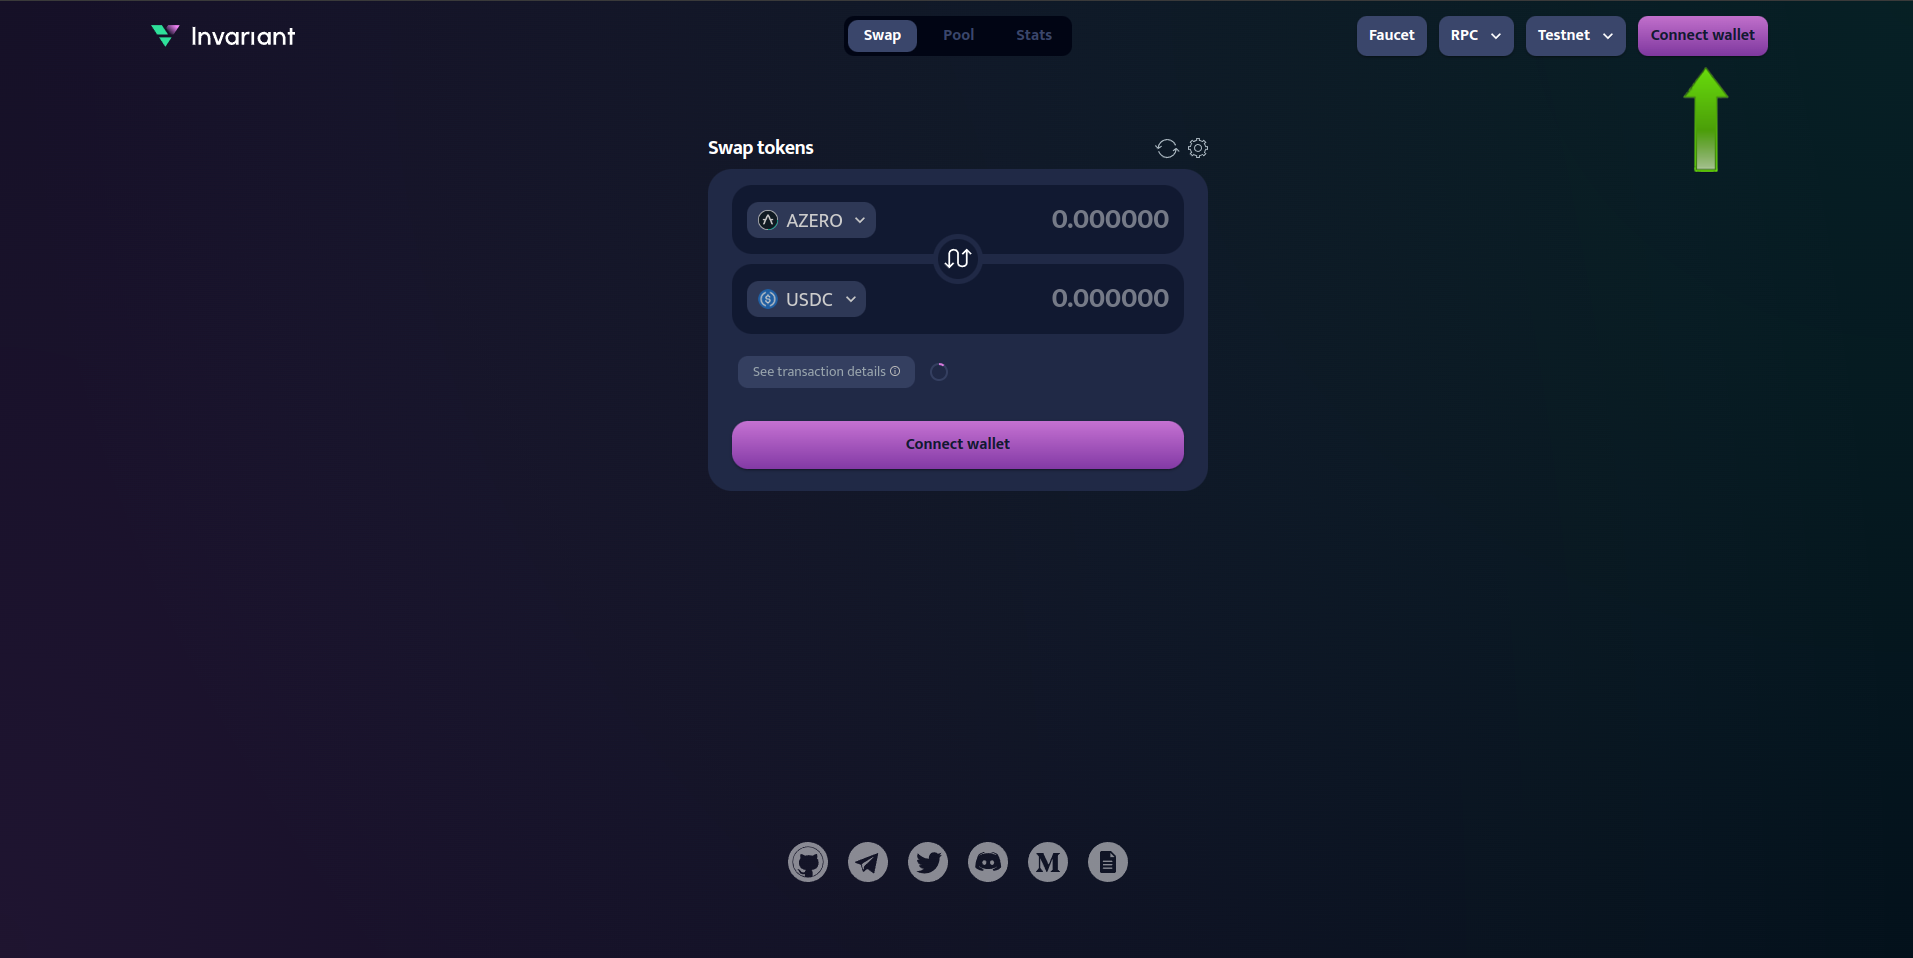 Invariant
Swap Pool Stats
Faucet RPC Testnet Connect wallet
Swap tokens
AZERO 0.000000
USDC 0.000000
See transaction details
Connect wallet
M